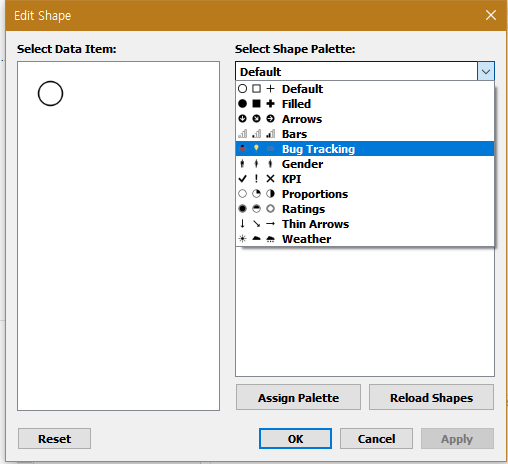 Edit Shape
Select Data Item:
Select Shape Palette:
Default
Default
Filled
Arrows
Bars
Bug Tracking
Gender
KPI
Proportions
Ratings
Thin Arrows
Weather
Assign Palette
Reload Shapes
Reset
OK
Cancel
Apply